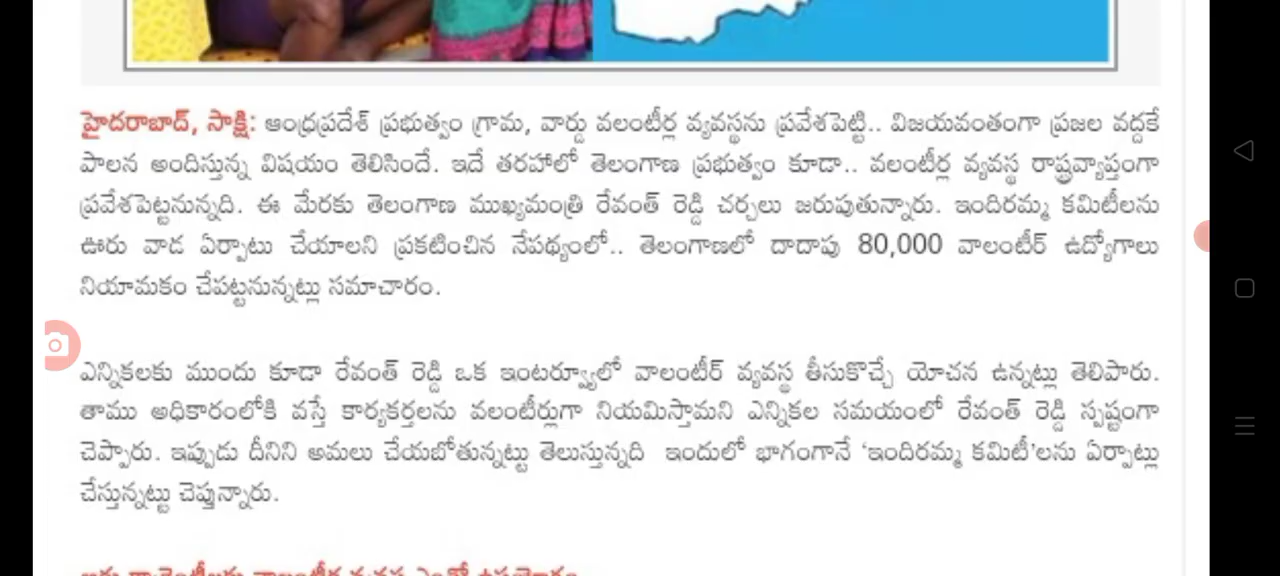 హైదరాబాద్, సాక్షి: ఆంధ్రప్రదేశ్ ప్రభుత్వం గ్రామ, వార్డు వలంటీర్ల వ్యవస్థను ప్రవేశపెట్టి.. విజయవంతంగా ప్రజల వద్దకే
పాలన అందిస్తున్న విషయం తెలిసిందే. ఇదే తరహాలో తెలంగాణ ప్రభుత్వం కూడా.. వలంటీర్ల వ్యవస్థ రాష్ట్రవ్యాప్తంగా
ప్రవేశపెట్టనున్నది. ఈ మేరకు తెలంగాణ ముఖ్యమంత్రి రేవంత్ రెడ్డి చర్చలు జరుపుతున్నారు. ఇందిరమ్మ కమిటీలను
ఊరు వాడ ఏర్పాటు చేయాలని ప్రకటించిన నేపథ్యంలో.. తెలంగాణలో దాదాపు 80,000 వాలంటీర్ ఉద్యోగాలు
నియామకం చేపట్టనున్నట్లు సమాచారం.
ఎన్నికలకు ముందు కూడా రేవంత్ రెడ్డి ఒక ఇంటర్వ్యూలో వాలంటీర్ వ్యవస్థ తీసుకొచ్చే యోచన ఉన్నట్లు తెలిపారు.
తాము అధికారంలోకి వస్తే కార్యకర్తలను వలంటీర్లుగా నియమిస్తామని ఎన్నికల సమయంలో రేవంత్ రెడ్డి స్పష్టంగా
చెప్పారు. ఇప్పుడు దీనిని అమలు చేయబోతున్నట్టు తెలుస్తున్నది ఇందులో భాగంగానే ‘ఇందిరమ్మ కమిటీ’లను ఏర్పాట్లు
చేస్తున్నట్టు చెప్తున్నారు.